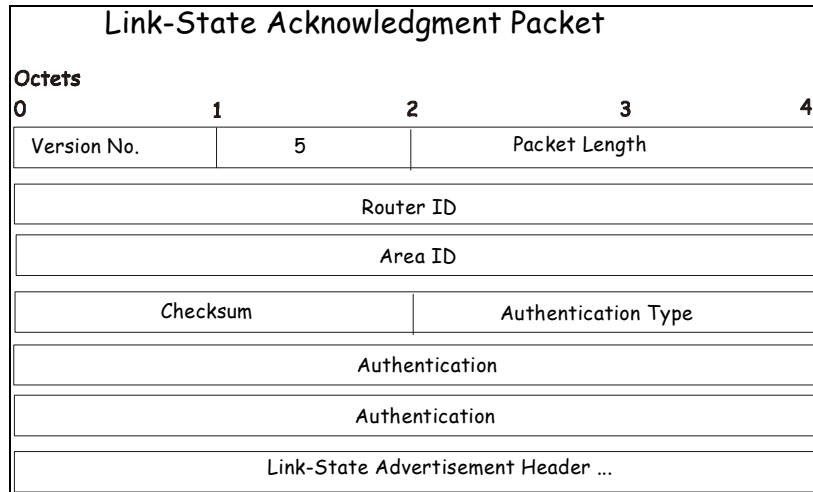 Link-State Acknowledgment Packet
Octets
0 1 2 3 4
Version No. 5 Packet Length
Router ID
Area ID
Checksum Authentication Type
Authentication
Authentication
Link-State Advertisement Header ...